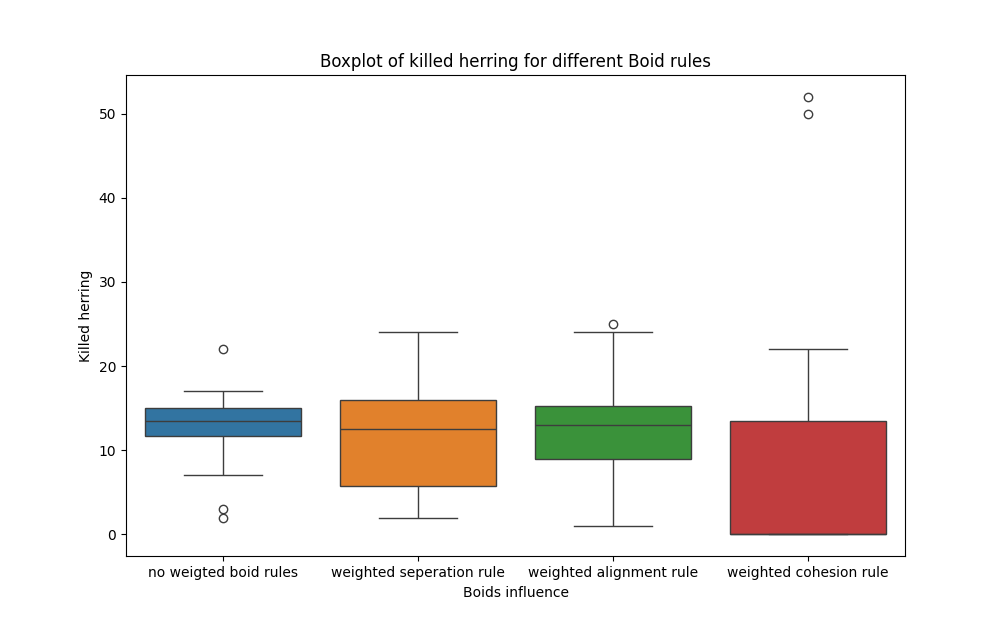 Boxplot of killed herring for different Boid rules
50
40
30
20
10
0
Killed herring
no weigted boid rules
weighted seperation rule
weighted alignment rule
weighted cohesion rule
Boids influence